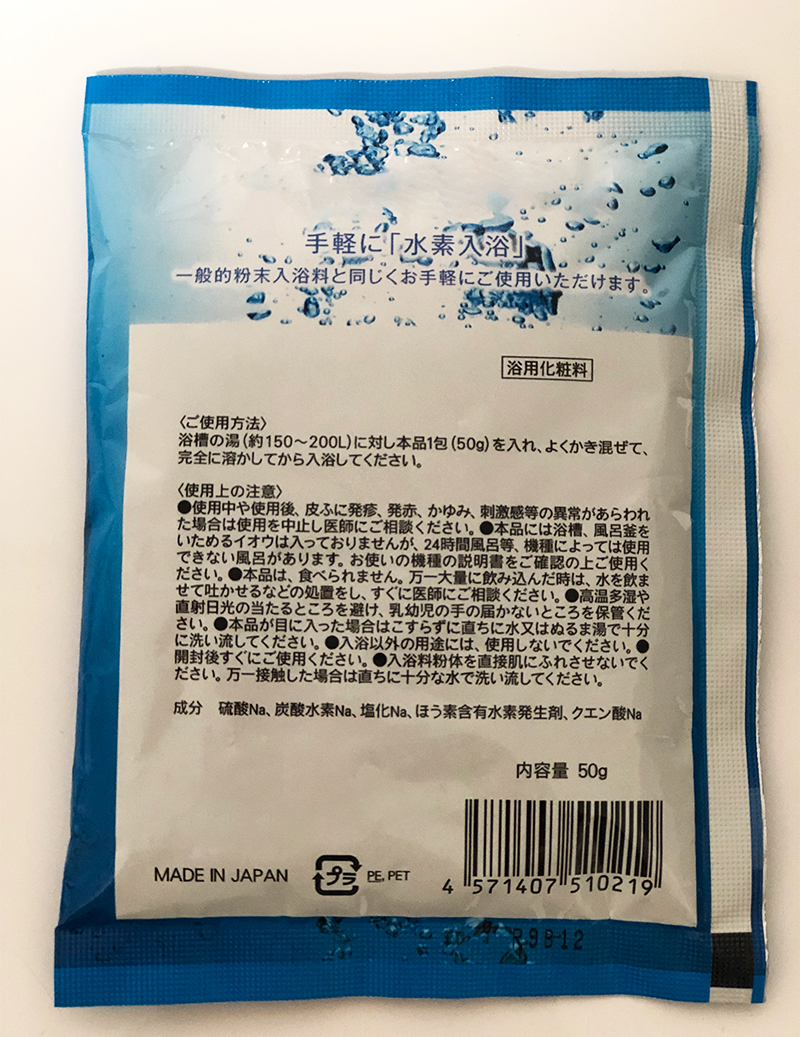 手軽に「水素入浴」
一般的粉末入浴料と同じくお手軽にご使用いただけます。
浴用化粧料
〈ご使用方法〉
浴槽の湯(約150〜200L)に対し本品1包(50g)を入れ、よくかき混ぜて、
完全に溶かしてから入浴してください。
〈使用上の注意〉
●使用中や使用後、皮ふに発疹、発赤、かゆみ、刺激感等の異常があらわれ
た場合は使用を中止し医師にご相談ください。●本品には浴槽、風呂釜を
いためるイオウは入っておりませんが、24時間風呂等、機種によっては使用
できない風呂があります。お使いの機種の説明書をご確認の上ご使用く
ださい。●本品は、食べられません。万一大量に飲み込んだ時は、水を飲ま
せて吐かせるなどの処置をし、すぐに医師にご相談ください。●高温多湿や
直射日光の当たるところを避け、乳幼児の手の届かないところを保管くだ
さい。●本品が目に入った場合はこすらずに直ちに水又はぬるま湯で十分
に洗い流してください。●入浴以外の用途には、使用しないでください。●
開封後すぐにご使用ください。●入浴料粉体を直接肌にふれさせないでく
ださい。万一接触した場合は直ちに十分な水で洗い流してください。
成分 硫酸Na、炭酸水素Na、塩化Na、ほう素含有水素発生剤、クエン酸Na
内容量 50g
MADE IN JAPAN
プラ
PE, PET
4 571407 510219